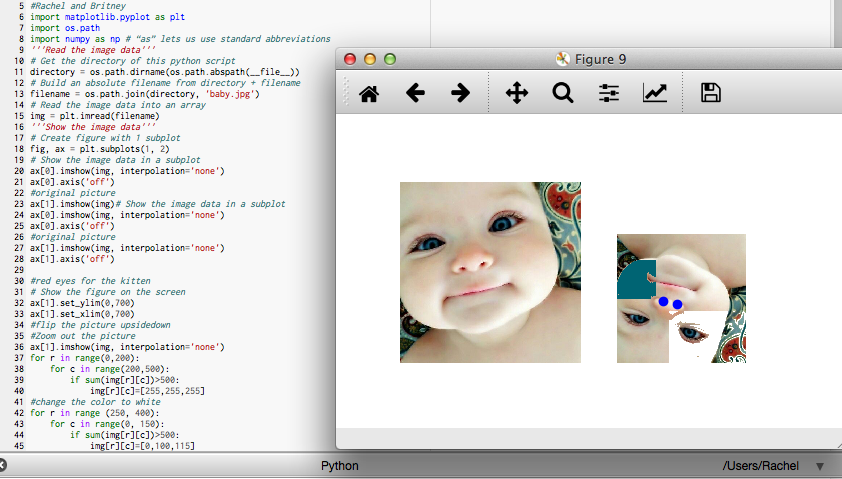 5 #Rachel and Britney
6 import matplotlib.pyplot as plt
7 import os.path
8 import numpy as np # "as" lets us use standard abbreviations
9 '''Read the image data'''
10 # Get the directory of this python script
11 directory = os.path.dirname(os.path.abspath(__file__))
12 # Build an absolute filename from directory + filename
13 filename = os.path.join(directory, 'baby.jpg')
14 # Read the image data into an array
15 img = plt.imread(filename)
16 '''Show the image data'''
17 # Create figure with 1 subplot
18 fig, ax = plt.subplots(1, 2)
19 # Show the image data in a subplot
20 ax[0].imshow(img, interpolation='none')
21 ax[0].axis('off')
22 #original picture
23 ax[1].imshow(img)# Show the image data in a subplot
24 ax[0].imshow(img, interpolation='none')
25 ax[0].axis('off')
26 #original picture
27 ax[1].imshow(img, interpolation='none')
28 ax[1].axis('off')
29
30 #red eyes for the kitten
31 # Show the figure on the screen
32 ax[1].set_ylim(0,700)
33 ax[1].set_xlim(0,700)
34 #flip the picture upsidedown
35 #Zoom out the picture
36 ax[1].imshow(img, interpolation='none')
37 for r in range(0,200):
38     for c in range(200,500):
39         if sum(img[r][c])>500:
40             img[r][c]=[255,255,255]
41 #change the color to white
42 for r in range (250, 400):
43     for c in range(0, 150):
44         if sum(img[r][c])>500:
45             img[r][c]=[0,100,115]
Figure 9
Python
/Users/Rachel